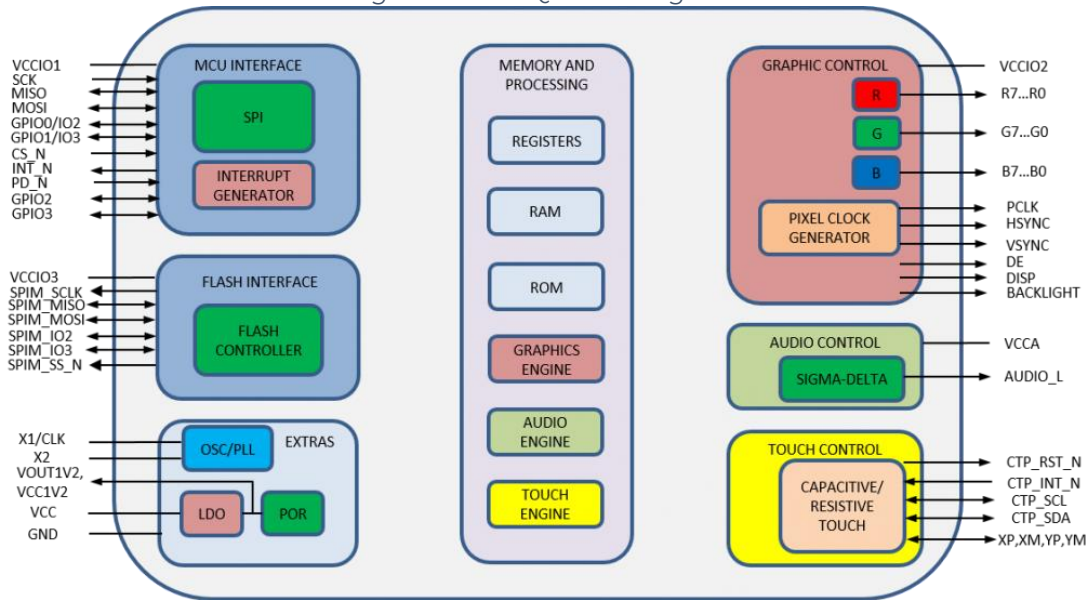 VCCIO1
SCK
MISO
MOSI
GPIO0/IO2
GPIO1/IO3
CS_N
INT_N
PD_N
GPIO2
GPIO3
MCU INTERFACE
SPI
INTERRUPT
GENERATOR
VCCIO3
SPIM_SCLK
SPIM_MISO
SPIM_MOSI
SPIM_IO2
SPIM_IO3
SPIM_SS_N
FLASH INTERFACE
FLASH
CONTROLLER
X1/CLK
X2
VOUT1V2,
VCC1V2
VCC
GND
OSC/PLL
EXTRAS
LDO
POR
MEMORY AND
PROCESSING
REGISTERS
RAM
ROM
GRAPHICS
ENGINE
AUDIO
ENGINE
TOUCH
ENGINE
GRAPHIC CONTROL
R
G
B
PIXEL CLOCK
GENERATOR
VCCIO2
R7...R0
G7...G0
B7...B0
PCLK
HSYNC
VSYNC
DE
DISP
BACKLIGHT
AUDIO CONTROL
SIGMA-DELTA
VCCA
AUDIO_L
TOUCH CONTROL
CAPACITIVE/
RESISTIVE
TOUCH
CTP_RST_N
CTP_INT_N
CTP_SCL
CTP_SDA
XP,XM,YP,YM